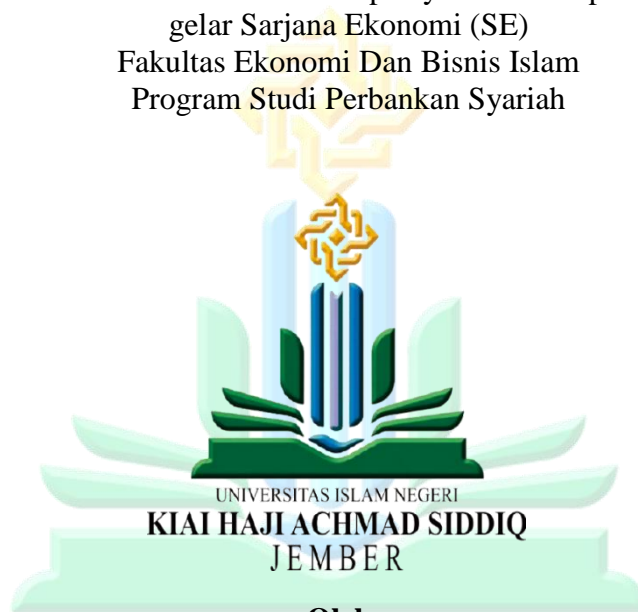 gelar Sarjana Ekonomi (SE)
Fakultas Ekonomi Dan Bisnis Islam
Program Studi Perbankan Syariah
UNIVERSITAS ISLAM NEGERI
KIAI HAJI ACHMAD SIDDIQ
JEMBER